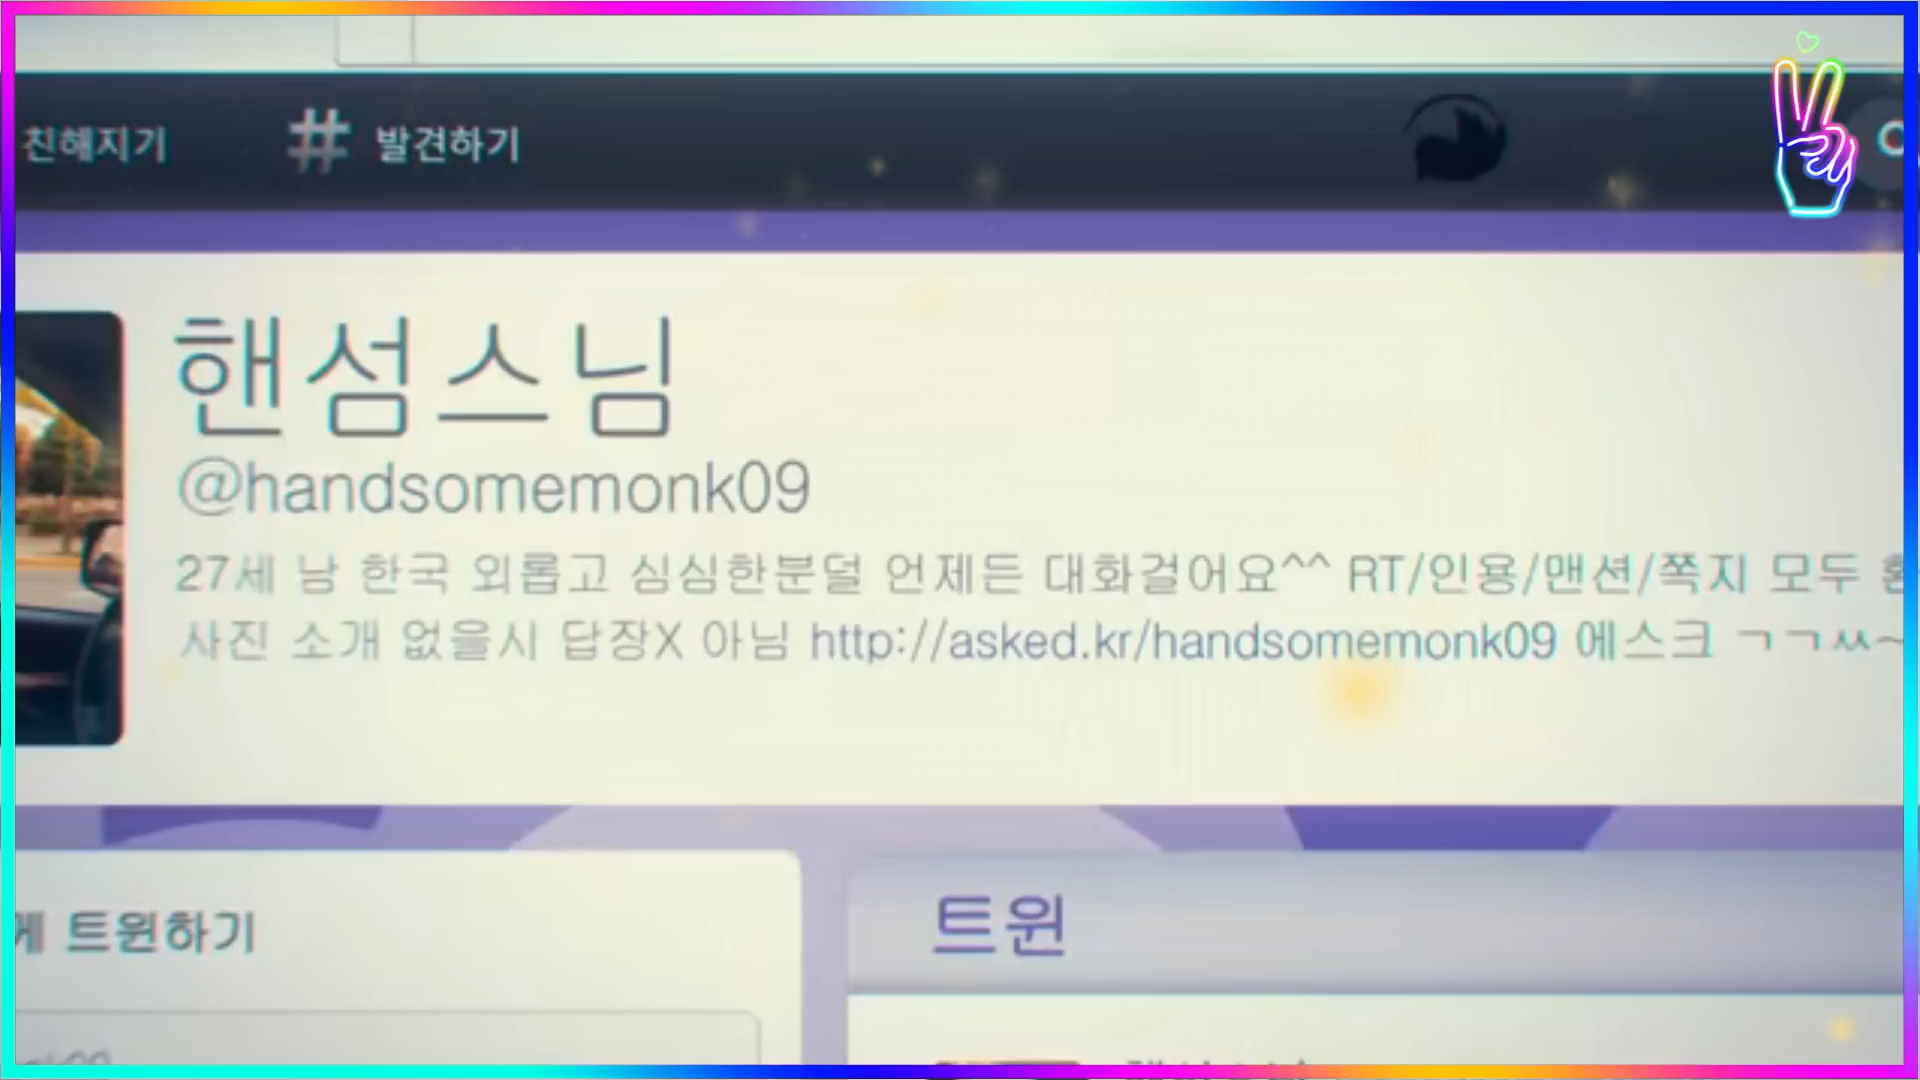 친해지기
# 발견하기
핸섬스님
@handsomemonk09
27세 남 한국 외롭고 심심한분덜 언제든 대화걸어요^^ RT/인용/맨션/쪽지 모두
사진 소개 없을시 답장X 아님 http://asked.kr/handsomemonk09 에스크 ㄱㄱㅆ~
트윈하기
트윈